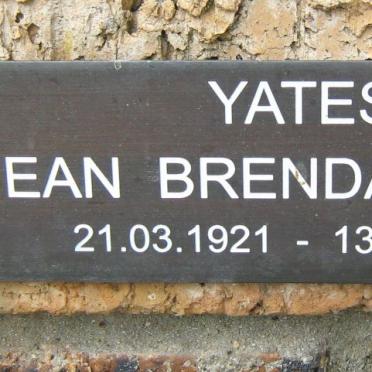 YATES
EAN BRENDA
21.03.1921 - 13